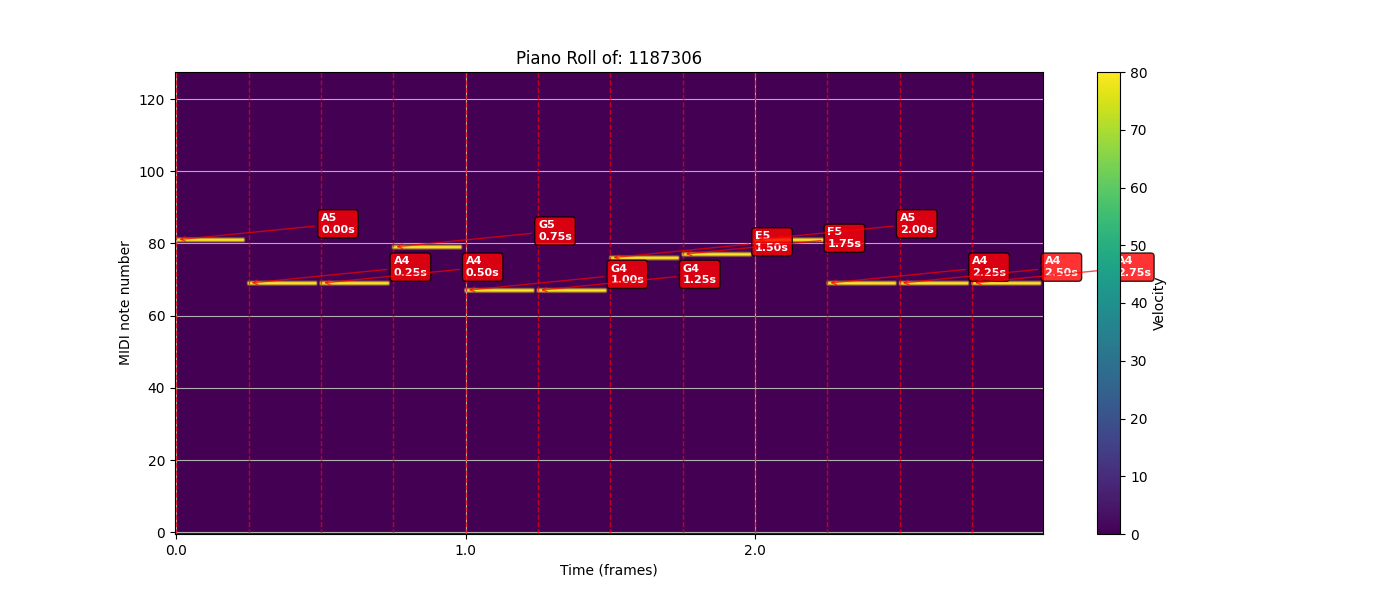 Piano Roll of: 1187306
120
100
80
60
40
20
0
MIDI note number
0.0
1.0
2.0
Time (frames)
A5
0.00s
A4
0.25s
A4
0.50s
G5
0.75s
G4
1.00s
G4
1.25s
E5
1.50s
F5
1.75s
A5
2.00s
A4
2.25s
A4
2.50s
A4
2.75s
80
70
60
50
40
30
20
10
0
Velocity